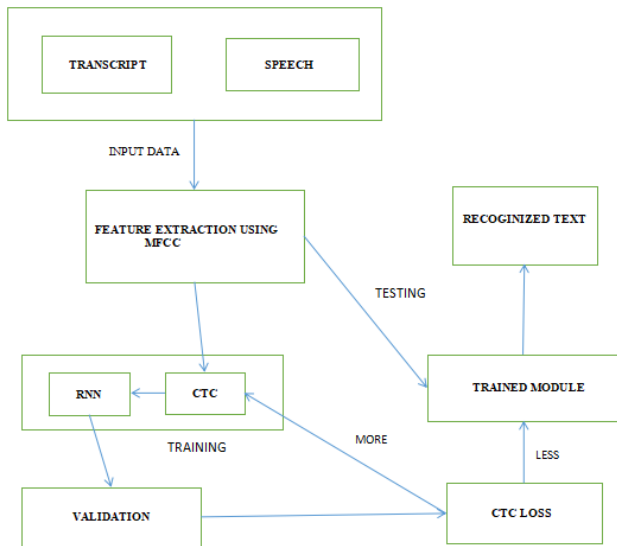 TRANSCRIPT
SPEECH
INPUT DATA
FEATURE EXTRACTION USING
MFCC
RECOGINIZED TEXT
TESTING
RNN
CTC
TRAINED MODULE
TRAINING
MORE
LESS
VALIDATION
CTC LOSS